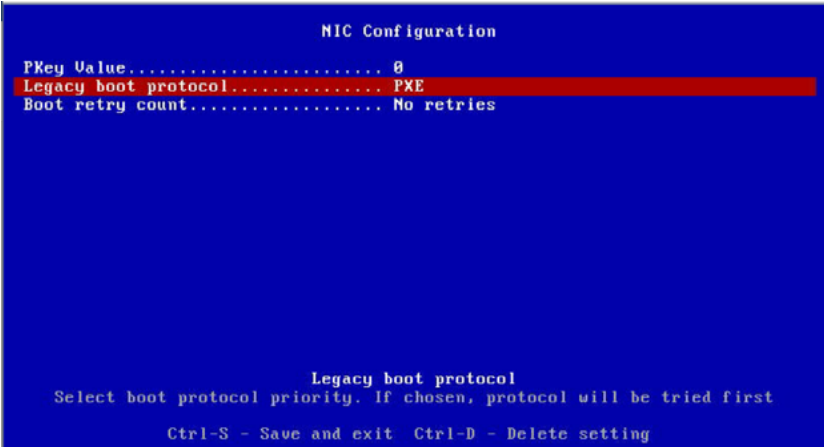 NIC Configuration
PKey Value......................... 0
Legacy boot protocol............... PXE
Boot retry count................... No retries
Legacy boot protocol
Select boot protocol priority. If chosen, protocol will be tried first
Ctrl-S - Save and exit  Ctrl-D - Delete setting